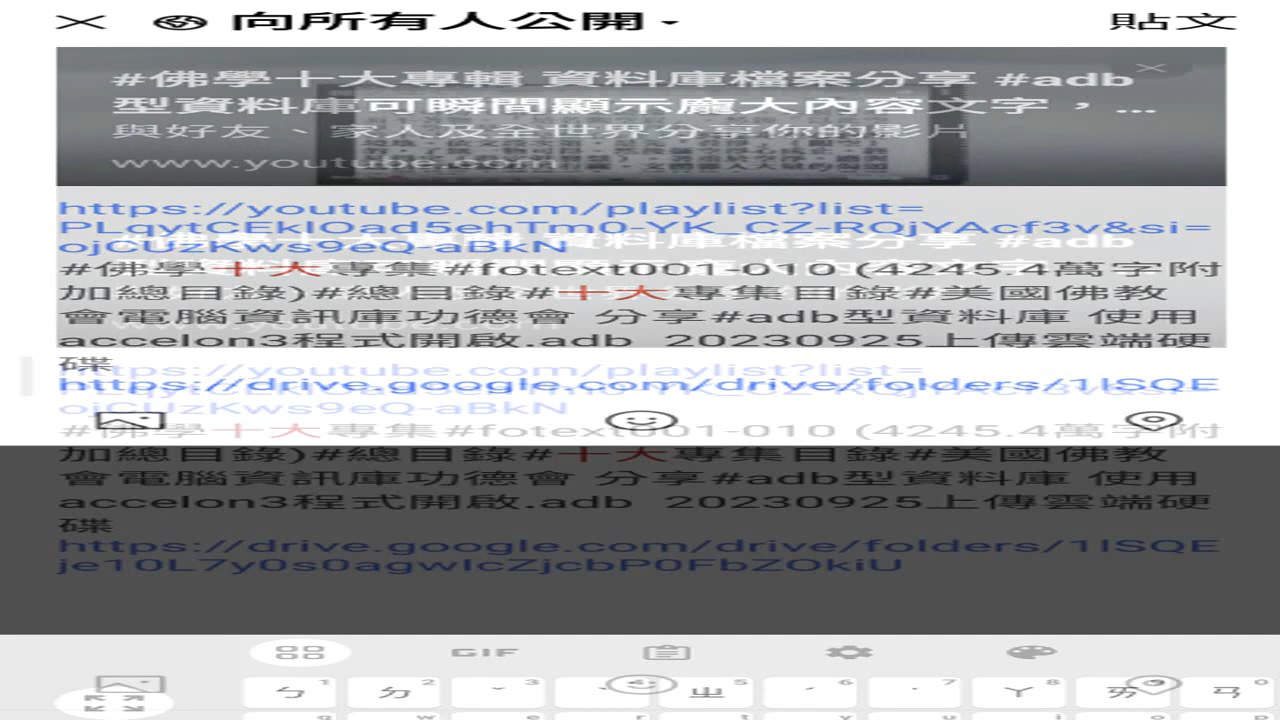 向所有人公開
貼文
#佛學十大專輯 資料庫檔案分享 #adb
型資料庫可瞬間顯示龐大內容文字，...
與好友、家人及全世界分享你的影片
www.youtube.com
https://youtube.com/playlist?list=
PLqytCEklOad5ehTm0-YK_CZ-RQjYAcf3v&si=
ojCUzKws9eQ-aBkN
#佛學十大專集#fotext001-010 (4245.4萬字附
加總目錄)#總目錄#十大專集目錄#美國佛教
會電腦資訊庫功德會 分享#adb型資料庫 使用
accelon3程式開啟.adb 20230925上傳雲端硬
碟
https://drive.google.com/drive/folders/1lSQE
#佛學十大專集#fotext001-010 (4245.4萬字附
加總目錄)#總目錄#十大專集目錄#美國佛教
會電腦資訊庫功德會 分享#adb型資料庫 使用
accelon3程式開啟.adb 20230925上傳雲端硬
碟
https://drive.google.com/drive/folders/1lSQE
je10L7y0s0agwIcZjcbP0FbZOkiU
GIF
ㄅ 1 ㄉ 2 ˇ 3 ˋ 4 ㄓ 5 ˊ 6 ˙ 7 ㄚ 8 ㄞ 9 ㄢ 0
q w e r t y u i o p